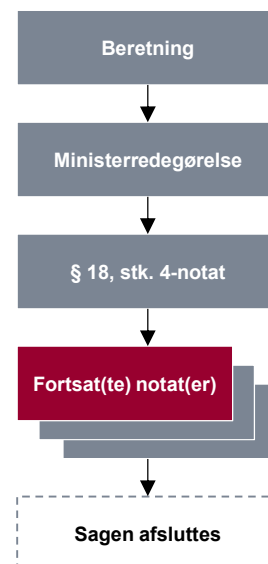 Beretning
Ministerredegørelse
§ 18, stk. 4-notat
Fortsat(te) notat(er)
Sagen afsluttes